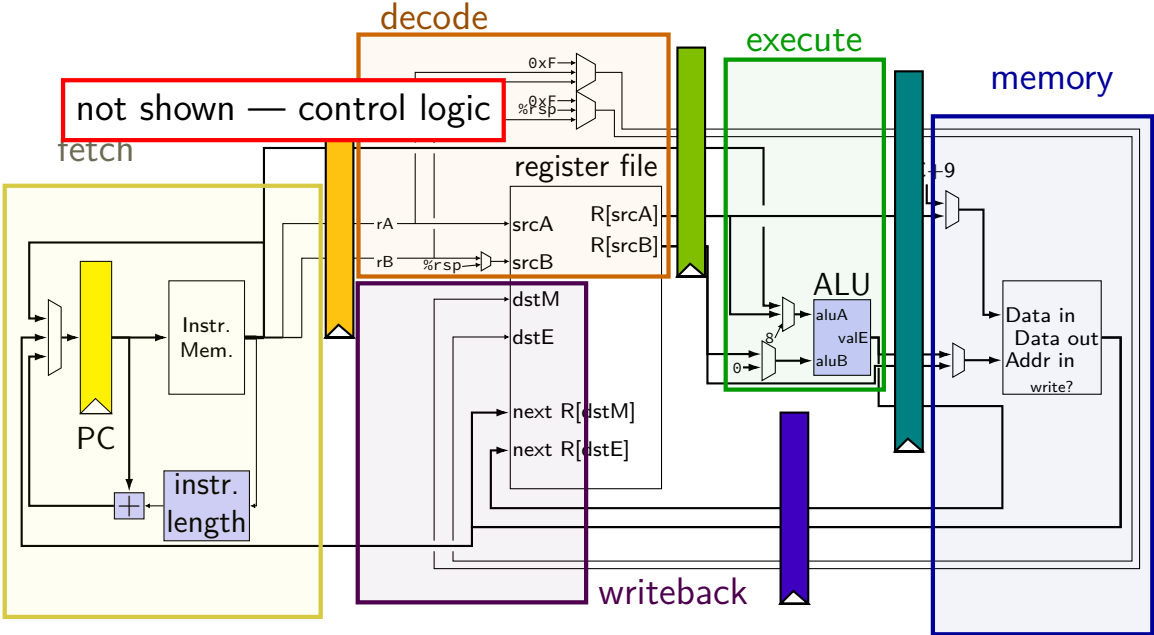 decode
execute
memory
0xF
not shown — control logic
0xF
%rsp
fetch
register file
+9
rA
srcA
R[srcA]
R[srcB]
rB
%rsp
srcB
ALU
dstM
Instr.
Mem.
aluA
Data in
dstE
8
valE
Data out
0
aluB
Addr in
write?
next R[dstM]
PC
next R[dstE]
instr.
length
+
writeback